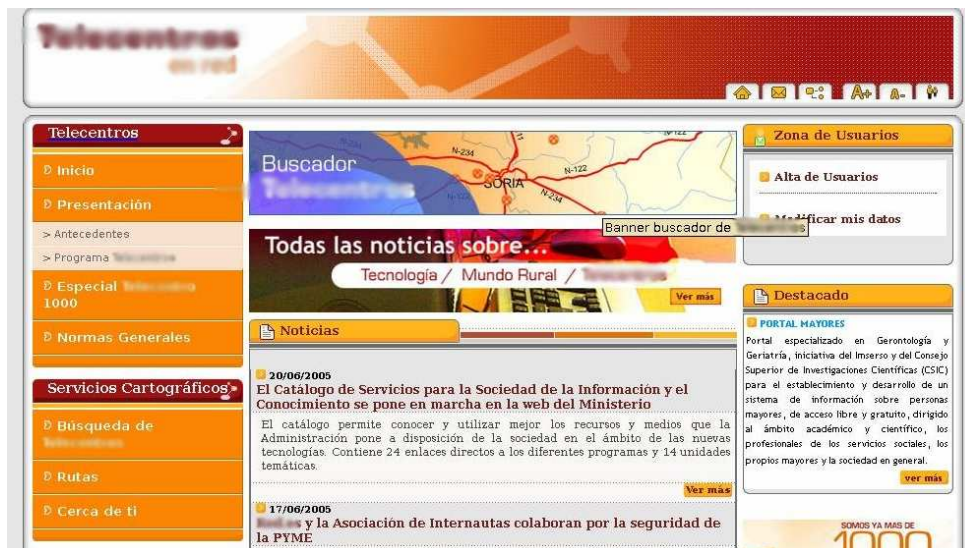 A+
A-
Telecentros
Inicio
Presentación
> Antecedentes
> Programa
Especial
1000
Normas Generales
Servicios Cartográficos
Búsqueda de
Rutas
Cerca de ti
Buscador
N-234
N-122
SORIA
N-122
N-234
Banner buscador de
Todas las noticias sobre...
Tecnología / Mundo Rural /
Ver más
Noticias
20/06/2005
El Catálogo de Servicios para la Sociedad de la Información y el
Conocimiento se pone en marcha en la web del Ministerio
El catálogo permite conocer y utilizar mejor los recursos y medios que la
Administración pone a disposición de la sociedad en el ámbito de las nuevas
tecnologías. Contiene 24 enlaces directos a los diferentes programas y 14 unidades
temáticas.
Ver más
17/06/2005
y la Asociación de Internautas colaboran por la seguridad de
la PYME
Zona de Usuarios
Alta de Usuarios
Modificar mis datos
Destacado
PORTAL MAYORES
Portal especializado en Gerontología y
Geriatría, iniciativa del Imserso y del Consejo
Superior de Investigaciones Científicas (CSIC)
para el establecimiento y desarrollo de un
sistema de información sobre personas
mayores, de acceso libre y gratuito, dirigido
al ámbito académico y científico, los
profesionales de los servicios sociales, los
propios mayores y la sociedad en general.
ver más
SOMOS YA MAS DE
1000